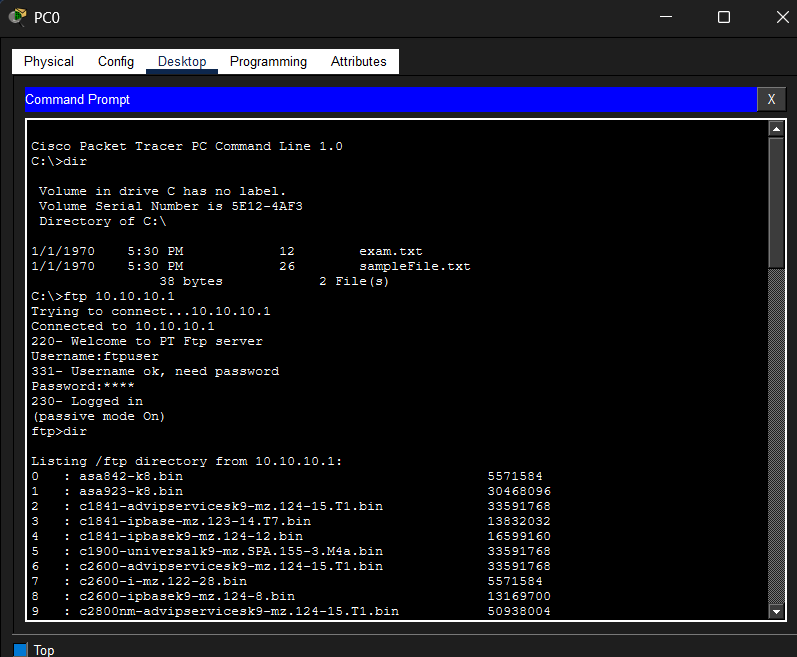 PC0
Physical Config Desktop Programming Attributes
Command Prompt X
Cisco Packet Tracer PC Command Line 1.0
C:\>dir
Volume in drive C has no label.
Volume Serial Number is 5E12-4AF3
Directory of C:\
1/1/1970 5:30 PM 12 exam.txt
1/1/1970 5:30 PM 26 sampleFile.txt
38 bytes 2 File(s)
C:\>ftp 10.10.10.1
Trying to connect...10.10.10.1
Connected to 10.10.10.1
220- Welcome to PT Ftp server
Username:ftpuser
331- Username ok, need password
Password:****
230- Logged in
(passive mode On)
ftp>dir
Listing /ftp directory from 10.10.10.1:
0 : asa842-k8.bin 5571584
1 : asa923-k8.bin 30468096
2 : c1841-advipservicesk9-mz.124-15.T1.bin 33591768
3 : c1841-ipbase-mz.123-14.T7.bin 13832032
4 : c1841-ipbasek9-mz.124-12.bin 16599160
5 : c1900-universalk9-mz.SPA.155-3.M4a.bin 33591768
6 : c2600-advipservicesk9-mz.124-15.T1.bin 33591768
7 : c2600-i-mz.122-28.bin 5571584
8 : c2600-ipbasek9-mz.124-8.bin 13169700
9 : c2800nm-advipservicesk9-mz.124-15.T1.bin 50938004
Top